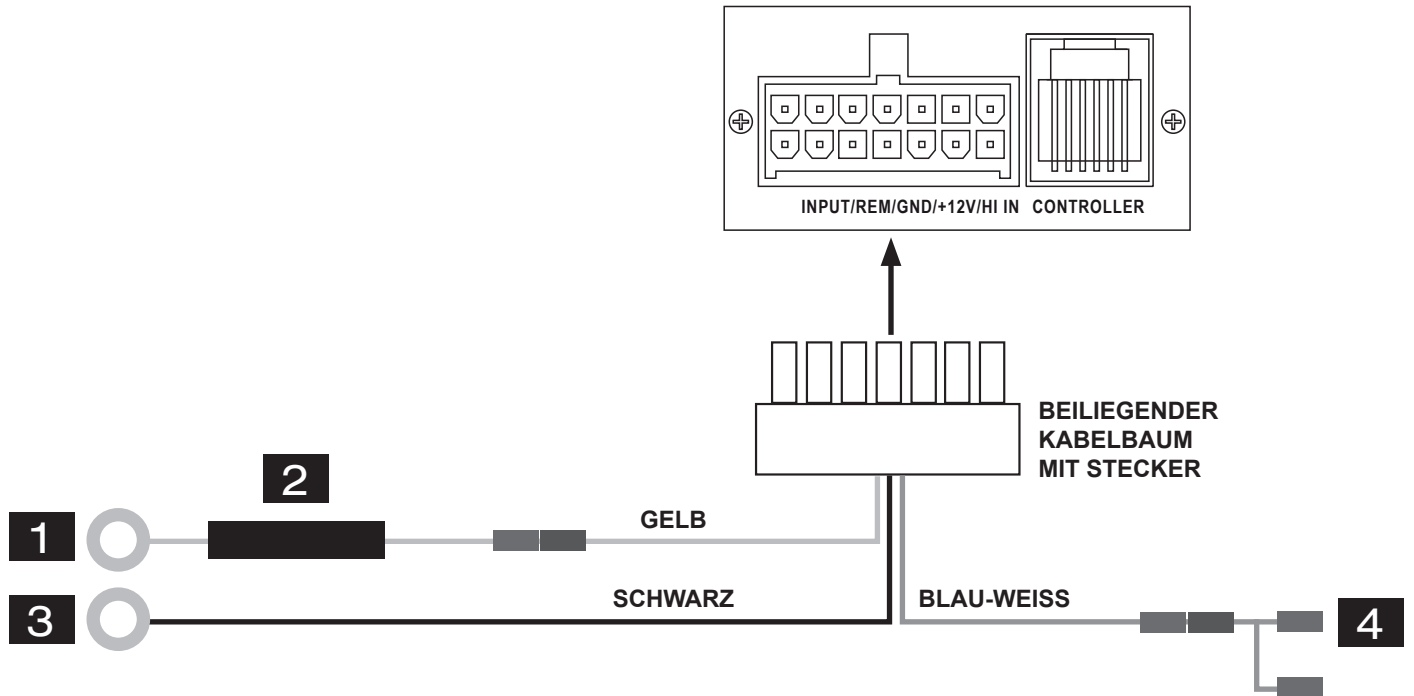 INPUT/REM/GND/+12V/HI IN CONTROLLER
BEILIEGENDER
KABELBAUM
MIT STECKER
2
1
GELB
3
SCHWARZ
BLAU-WEISS
4